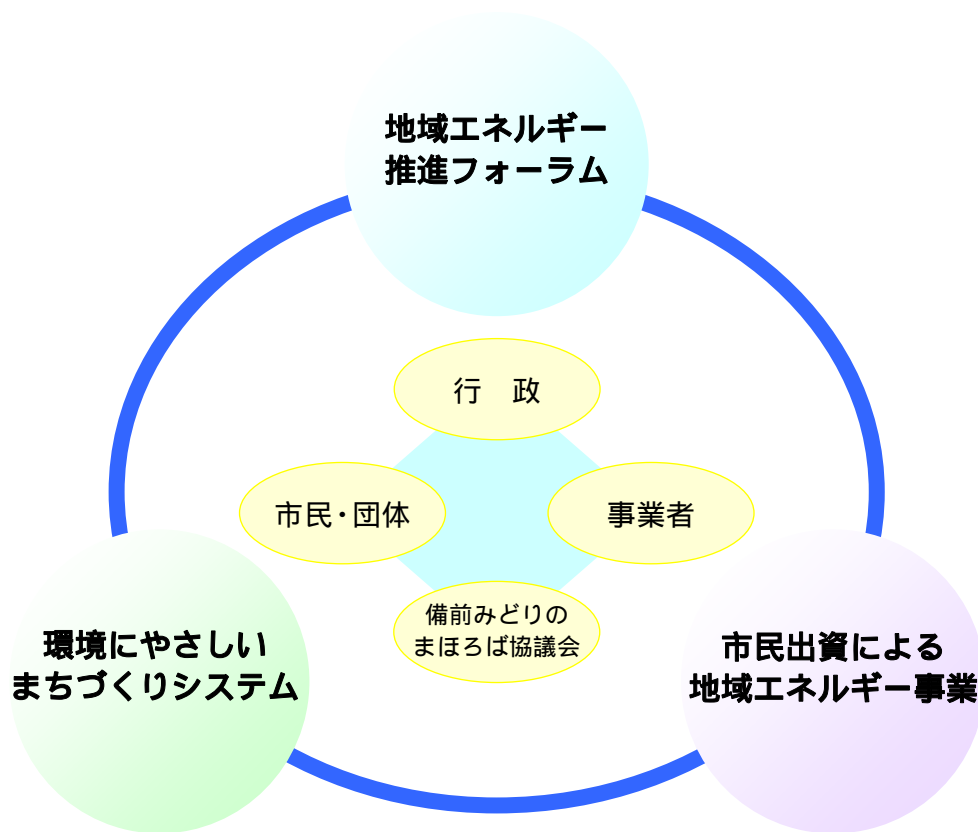 地域エネルギー
推進フォーラム
行　政
市民・団体
事業者
備前みどりの
まほろば協議会
環境にやさしい
まちづくりシステム
市民出資による
地域エネルギー事業